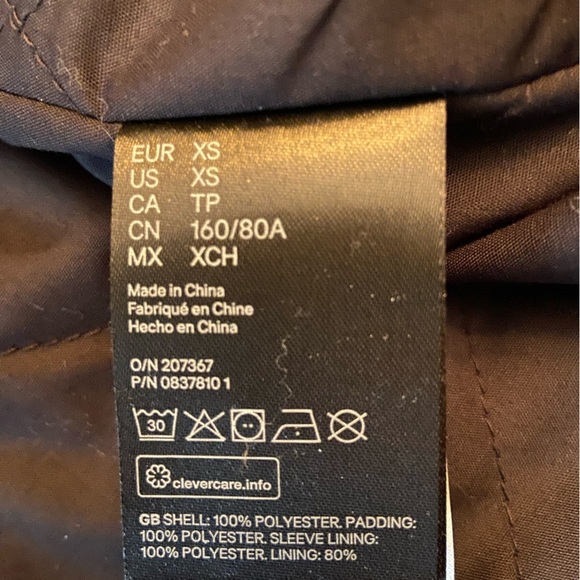 EUR XS
US XS
CA TP
CN 160/80A
MX XCH
Made in China
Fabriqué en Chine
Hecho en China
O/N 207367
P/N 0837810 1
30
clevercare.info
GB SHELL: 100% POLYESTER. PADDING:
100% POLYESTER. SLEEVE LINING:
100% POLYESTER. LINING: 80%